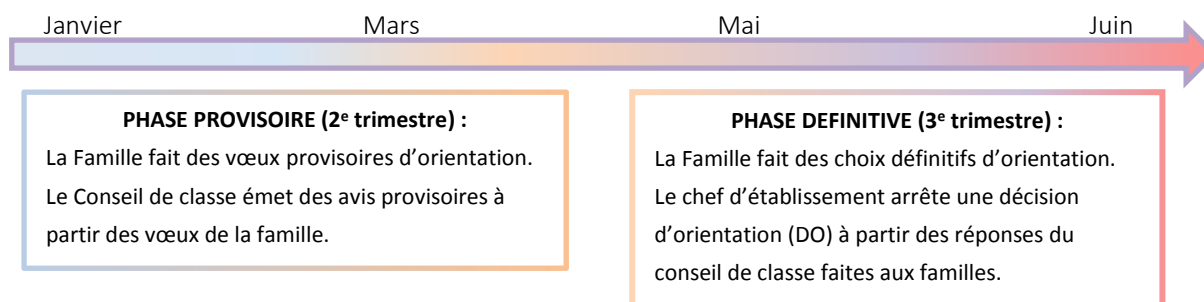 Janvier Mars Mai Juin
PHASE PROVISOIRE (2e trimestre) :
La Famille fait des vœux provisoires d’orientation.
Le Conseil de classe émet des avis provisoires à
partir des vœux de la famille.
PHASE DEFINITIVE (3e trimestre) :
La Famille fait des choix définitifs d’orientation.
Le chef d’établissement arrête une décision
d’orientation (DO) à partir des réponses du
conseil de classe faites aux familles.